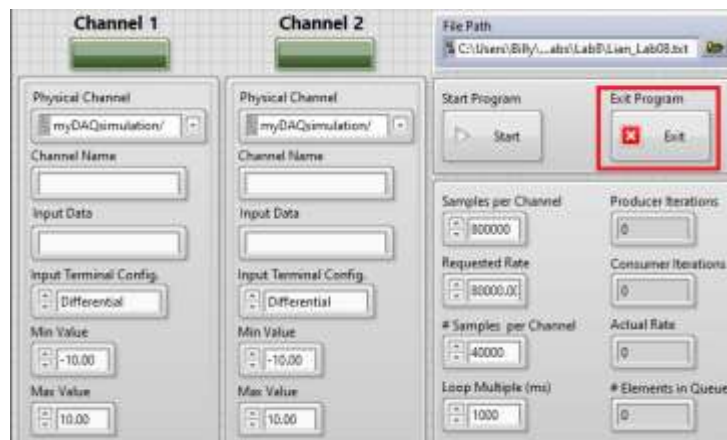 Channel 1
Channel 2
File Path
C:\Users\Billy\...abs\Lab8\Lian_Lab08.txt
Physical Channel
myDAQsimulation/
Channel Name
Input Data
Input Terminal Config.
Differential
Min Value
-10.00
Max Value
10.00
Physical Channel
myDAQsimulation/
Channel Name
Input Data
Input Terminal Config.
Differential
Min Value
-10.00
Max Value
10.00
Start Program
Start
Exit Program
Exit
Samples per Channel
800000
Requested Rate
80000.0(
# Samples per Channel
40000
Loop Multiple (ms)
1000
Producer Iterations
0
Consumer Iterations
0
Actual Rate
0
# Elements in Queue
0